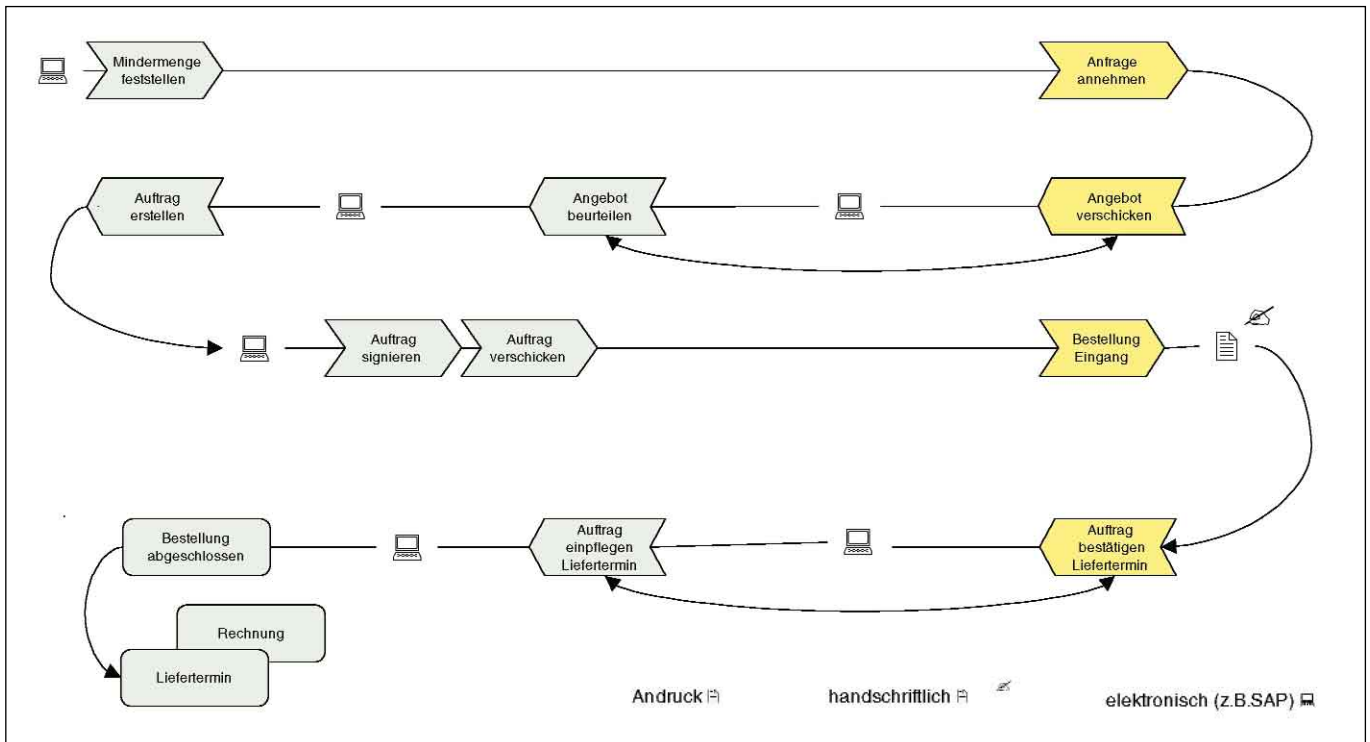 Mindermenge
feststellen
Anfrage
annehmen
Auftrag
erstellen
Angebot
beurteilen
Angebot
verschicken
Auftrag
signieren
Auftrag
verschicken
Bestellung
Eingang
Bestellung
abgeschlossen
Auftrag
einpflegen
Liefertermin
Auftrag
bestätigen
Liefertermin
Rechnung
Liefertermin
Andruck
handschriftlich
elektronisch (z.B.SAP)